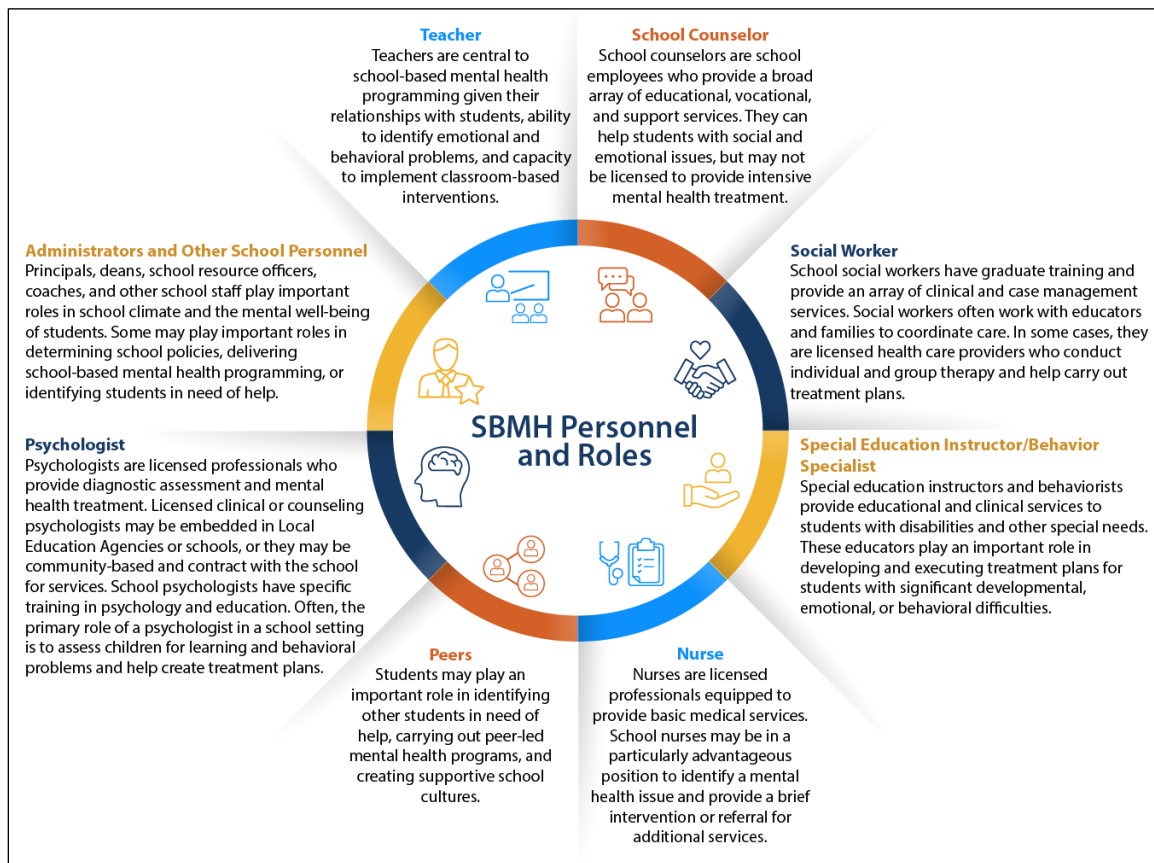 Teacher
Teachers are central to
school-based mental health
programming given their
relationships with students, ability
to identify emotional and
behavioral problems, and capacity
to implement classroom-based
interventions.
School Counselor
School counselors are school
employees who provide a broad
array of educational, vocational,
and support services. They can
help students with social and
emotional issues, but may not
be licensed to provide intensive
mental health treatment.
Administrators and Other School Personnel
Principals, deans, school resource officers,
coaches, and other school staff play important
roles in school climate and the mental well-being
of students. Some may play important roles in
determining school policies, delivering
school-based mental health programming, or
identifying students in need of help.
Social Worker
School social workers have graduate training and
provide an array of clinical and case management
services. Social workers often work with educators
and families to coordinate care. In some cases, they
are licensed health care providers who conduct
individual and group therapy and help carry out
treatment plans.
SBMH Personnel
and Roles
Psychologist
Psychologists are licensed professionals who
provide diagnostic assessment and mental
health treatment. Licensed clinical or counseling
psychologists may be embedded in Local
Education Agencies or schools, or they may be
community-based and contract with the school
for services. School psychologists have specific
training in psychology and education. Often, the
primary role of a psychologist in a school setting
is to assess children for learning and behavioral
problems and help create treatment plans.
Special Education Instructor/Behavior
Specialist
Special education instructors and behaviorists
provide educational and clinical services to
students with disabilities and other special needs.
These educators play an important role in
developing and executing treatment plans for
students with significant developmental,
emotional, or behavioral difficulties.
Peers
Students may play an
important role in identifying
other students in need of
help, carrying out peer-led
mental health programs, and
creating supportive school
cultures.
Nurse
Nurses are licensed
professionals equipped to
provide basic medical services.
School nurses may be in a
particularly advantageous
position to identify a mental
health issue and provide a brief
intervention or referral for
additional services.